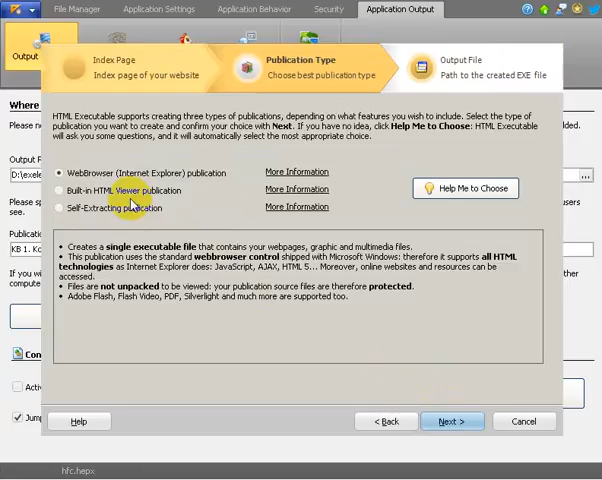 File Manager
Application Settings
Application Behavior
Security
Application Output
Output
Index Page
Index page of your website
Publication Type
Choose best publication type
Output File
Path to the created EXE file
Where
Please no
ded.
Output F
D:\exele
Please sp
users
see.
Publicatio
KB 1. Ko
If you wi
compute
Con
Activ
Jum
HTML Executable supports creating three types of publications, depending on what features you wish to include. Select the type of
publication you want to create and confirm your choice with Next. If you have no idea, click Help Me to Choose: HTML Executable
will ask you some questions, and it will automatically select the most appropriate choice.
WebBrowser (Internet Explorer) publication
More Information
Built-in HTML Viewer publication
More Information
Self-Extracting publication
More Information
Help Me to Choose
• Creates a single executable file that contains your webpages, graphic and multimedia files.
• This publication uses the standard webbrowser control shipped with Microsoft Windows: therefore it supports all HTML
technologies as Internet Explorer does: JavaScript, AJAX, HTML 5... Moreover, online websites and resources can be
accessed.
• Files are not unpacked to be viewed: your publication source files are therefore protected.
• Adobe Flash, Flash Video, PDF, Silverlight and much more are supported too.
Help
< Back
Next >
Cancel
hfc.hepx